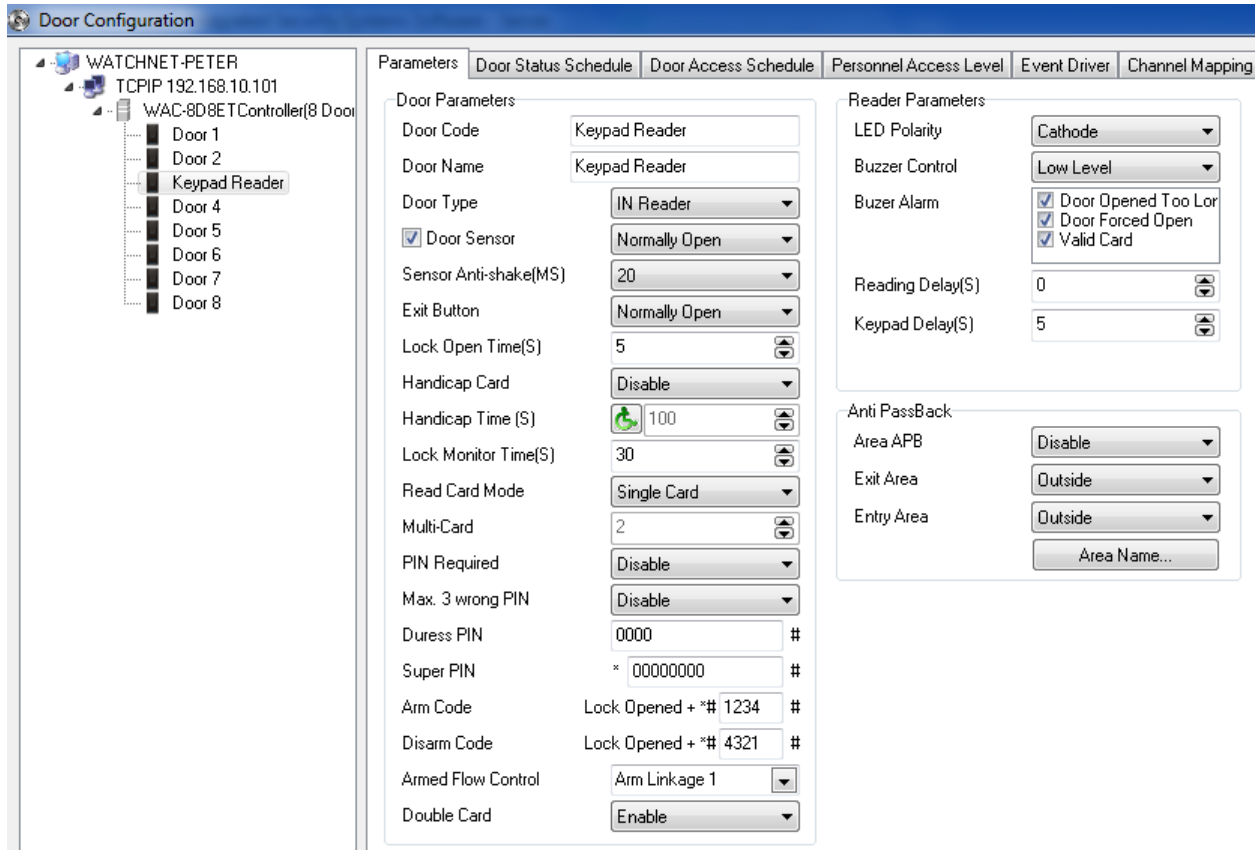 Door Configuration
WATCHNET-PETER
TCPIP 192.168.10.101
WAC-8D8ETController(8 Door
Door 1
Door 2
Keypad Reader
Door 4
Door 5
Door 6
Door 7
Door 8
Parameters Door Status Schedule Door Access Schedule Personnel Access Level Event Driver Channel Mapping
Door Parameters
Door Code Keypad Reader
Door Name Keypad Reader
Door Type IN Reader
Door Sensor Normally Open
Sensor Anti-shake(MS) 20
Exit Button Normally Open
Lock Open Time(S) 5
Handicap Card Disable
Handicap Time (S) 100
Lock Monitor Time(S) 30
Read Card Mode Single Card
Multi-Card 2
PIN Required Disable
Max. 3 wrong PIN Disable
Duress PIN 0000 #
Super PIN * 00000000 #
Arm Code Lock Opened + *# 1234 #
Disarm Code Lock Opened + *# 4321 #
Armed Flow Control Arm Linkage 1
Double Card Enable
Reader Parameters
LED Polarity Cathode
Buzzer Control Low Level
Buzer Alarm Door Opened Too Lor
Door Forced Open
Valid Card
Reading Delay(S) 0
Keypad Delay(S) 5
Anti PassBack
Area APB Disable
Exit Area Outside
Entry Area Outside
Area Name...